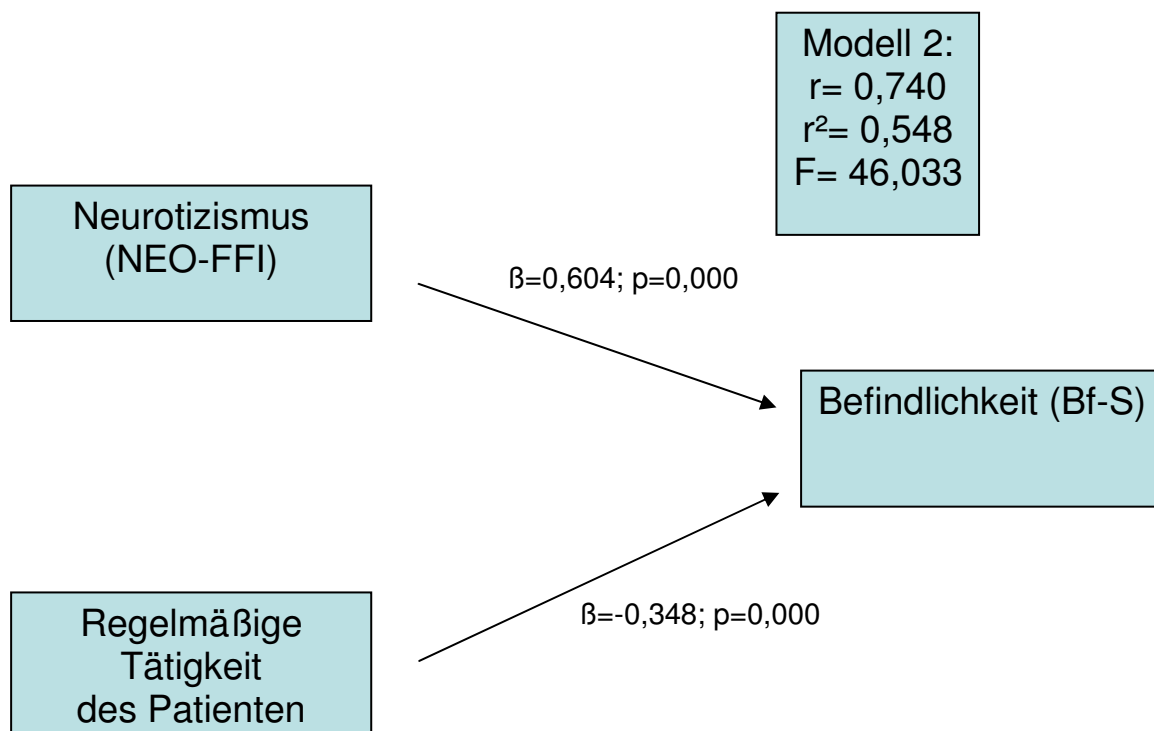 Modell 2:
r= 0,740
r²= 0,548
F= 46,033
Neurotizismus
(NEO-FFI)
ß=0,604; p=0,000
Befindlichkeit (Bf-S)
ß=-0,348; p=0,000
Regelmäßige
Tätigkeit
des Patienten